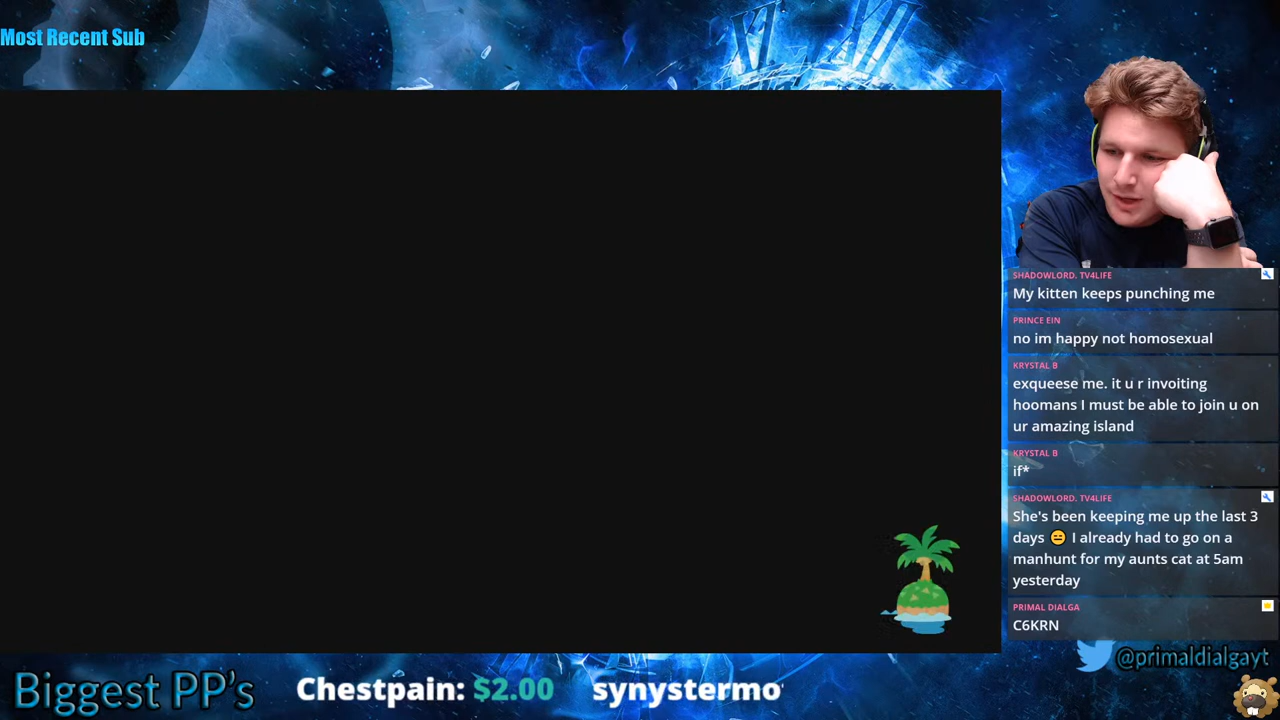 Most Recent Sub
SHADOWLORD. TV4LIFE
My kitten keeps punching me
PRINCE EIN
no im happy not homosexual
KRYSTAL B
exqueese me. it u r invoiting
hoomans I must be able to join u on
ur amazing island
KRYSTAL B
if*
SHADOWLORD. TV4LIFE
She's been keeping me up the last 3
days 😑 I already had to go on a
manhunt for my aunts cat at 5am
yesterday
PRIMAL DIALGA
C6KRN
@primaldialgayt
Biggest PP's
Chestpain: $2.00 synystermo